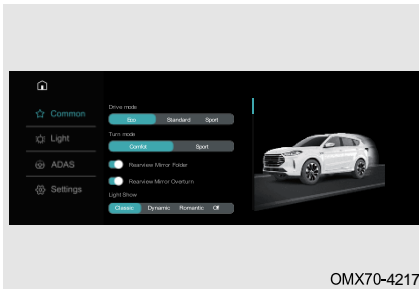 Common
Light
ADAS
Settings
Drive mode
Eco Standard Sport
Turn mode
Comfot Sport
Rearview Mirror Folder
Rearview Mirror Overturn
Light Show
Classic Dynamic Romantic Off
OMX70-4217